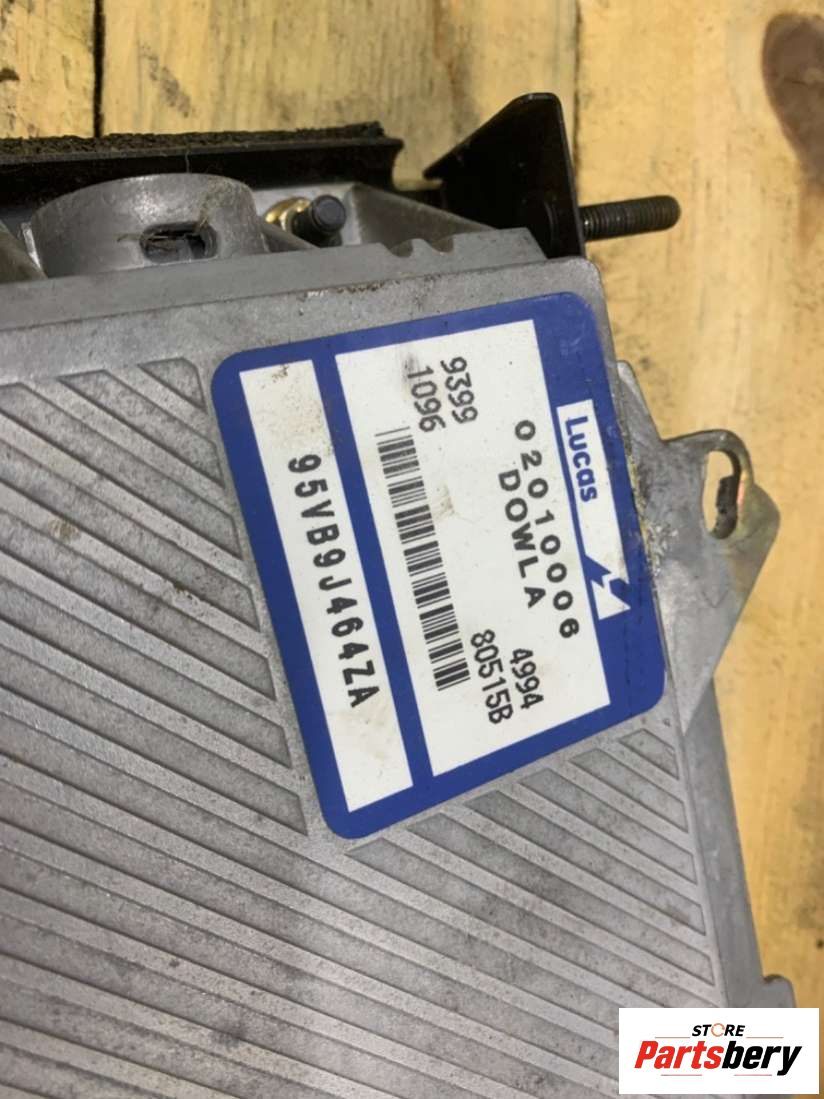 Lucas
02010006
DOWLA
9399 4994
1096 80515B
95VB9J464ZA
STORE
Partsbery